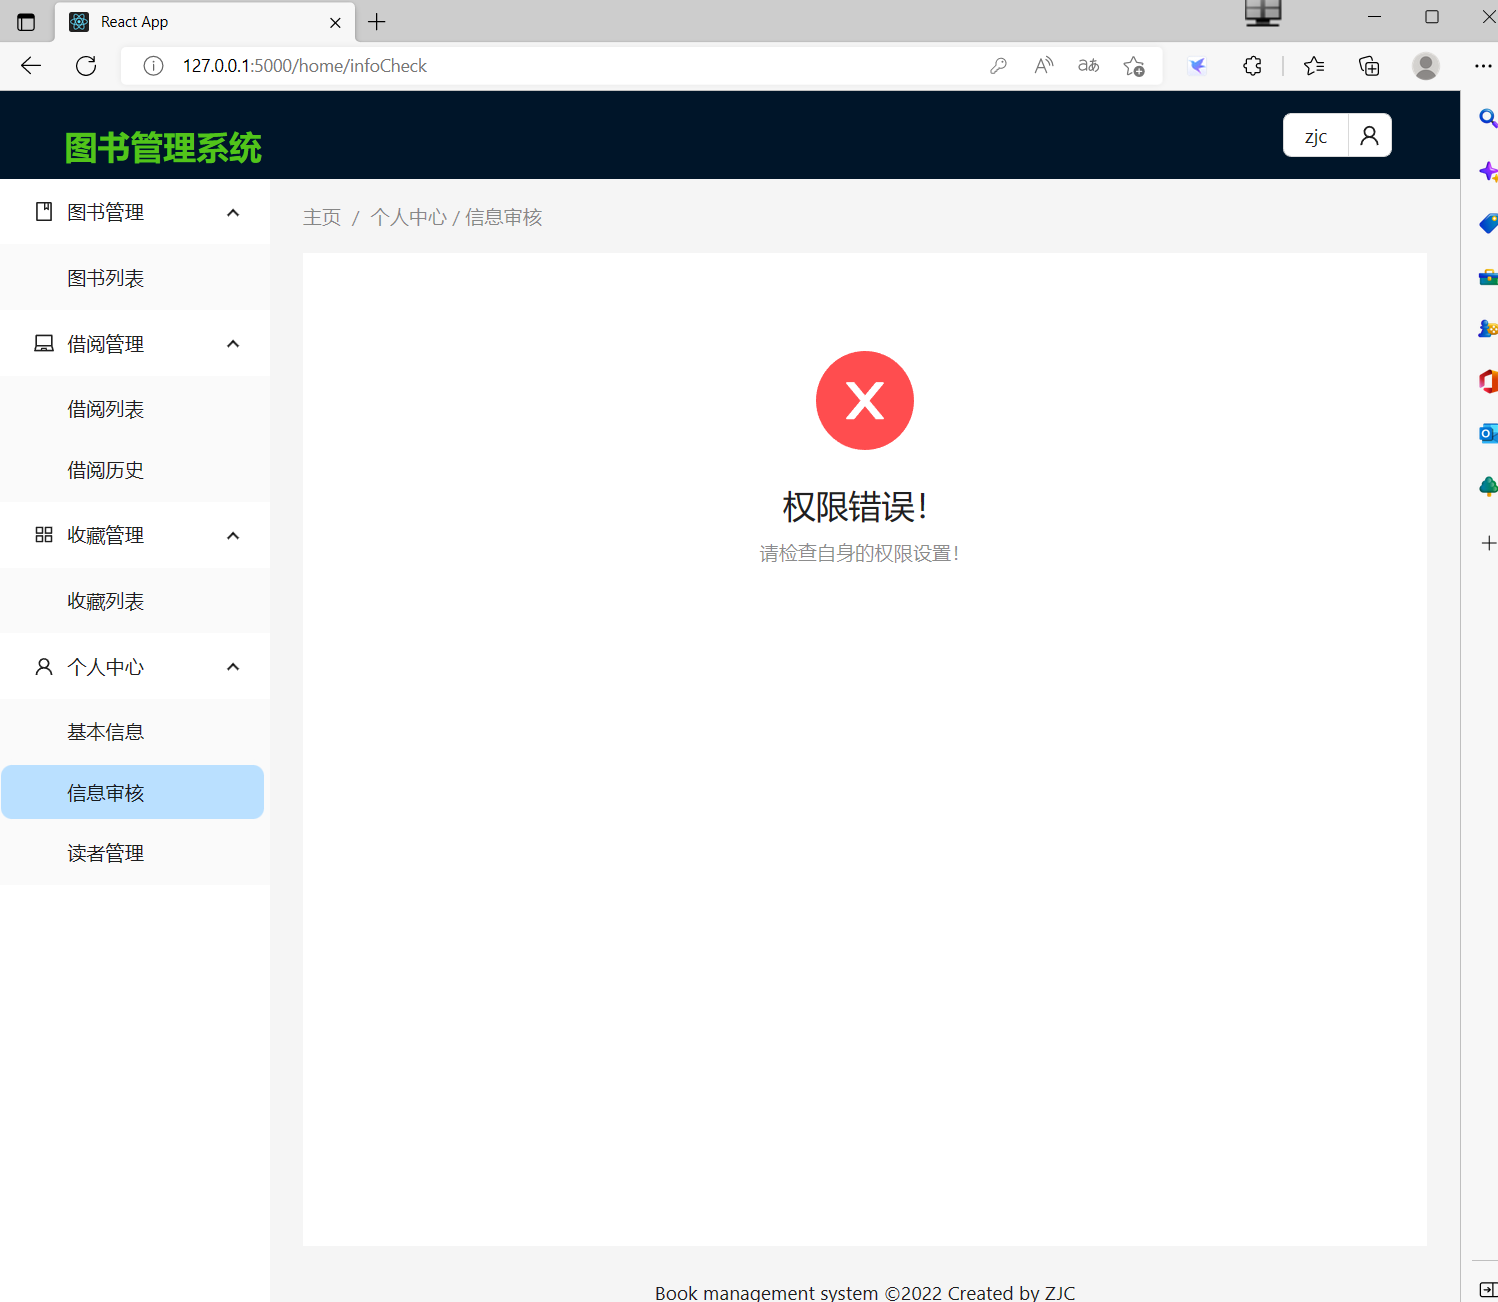 React App
127.0.0.1:5000/home/infoCheck
图书管理系统
zjc
图书管理
图书列表
借阅管理
借阅列表
借阅历史
收藏管理
收藏列表
个人中心
基本信息
信息审核
读者管理
主页 / 个人中心 / 信息审核
权限错误！
请检查自身的权限设置！
Book management system ©2022 Created by ZJC